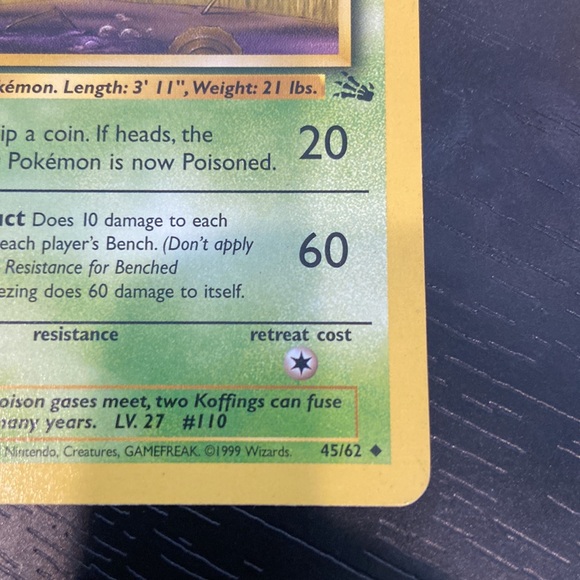 kémon. Length: 3' 11", Weight: 21 lbs.
ip a coin. If heads, the
Pokémon is now Poisoned. 20
uct Does 10 damage to each
each player's Bench. (Don't apply
Resistance for Benched 60
ezing does 60 damage to itself.
resistance retreat cost
oison gases meet, two Koffings can fuse
many years. LV. 27 #110
Nintendo, Creatures, GAMEFREAK. ©1999 Wizards. 45/62